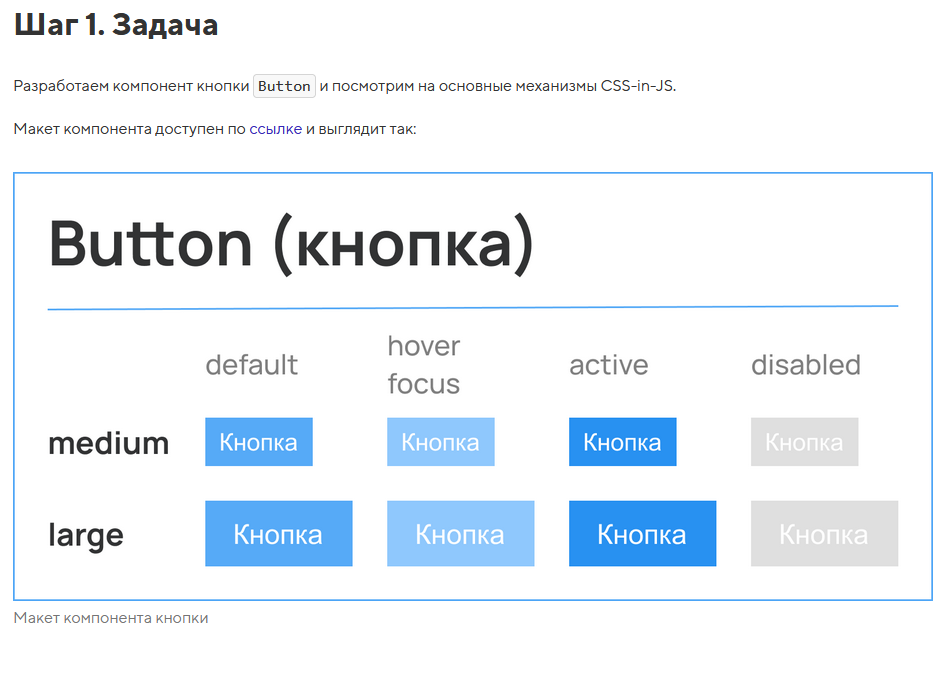 Шаг 1. Задача
Разработаем компонент кнопки Button и посмотрим на основные механизмы CSS-in-JS.
Макет компонента доступен по ссылке и выглядит так:
Button (кнопка)
default
hover
focus
active
disabled
medium
Кнопка
Кнопка
Кнопка
Кнопка
large
Кнопка
Кнопка
Кнопка
Кнопка
Макет компонента кнопки